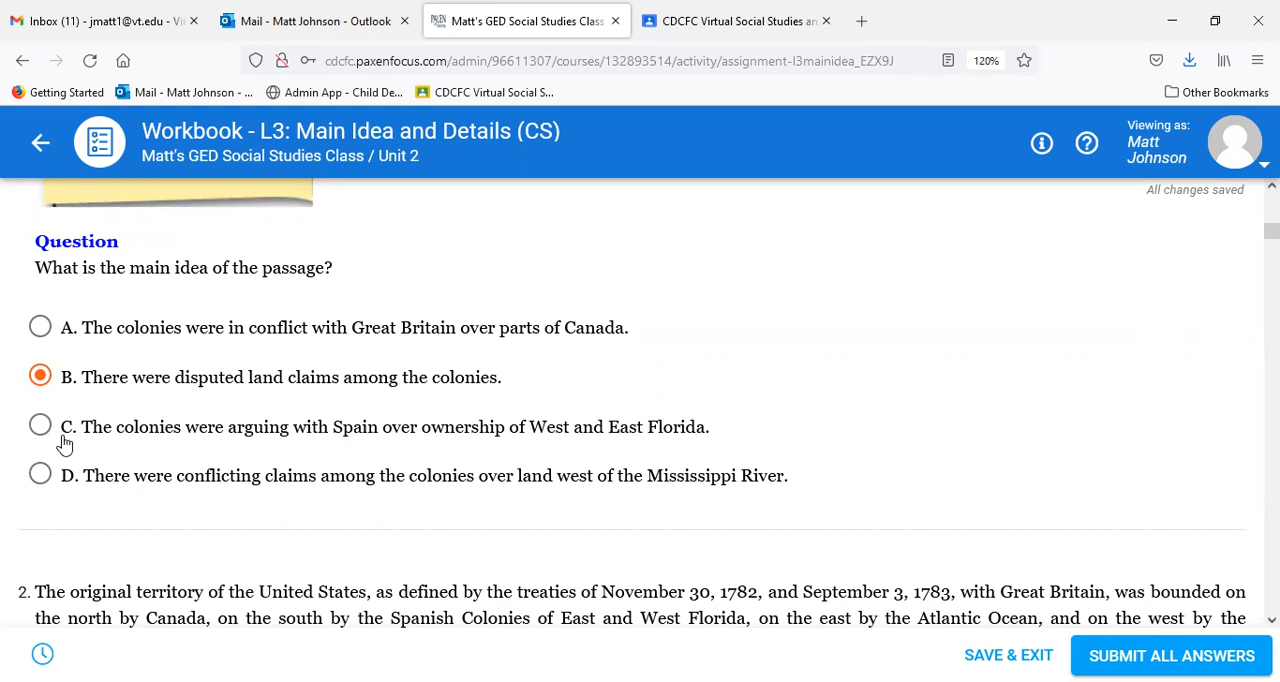 Inbox (11) - jmatt1@vt.edu - Vi
Mail - Matt Johnson - Outlook
PAXEN
Matt's GED Social Studies Class
CDCFC Virtual Social Studies an
cdcfc.paxenfocus.com/admin/96611307/courses/132893514/activity/assignment-l3mainidea_EZX9J
120%
Getting Started
Mail - Matt Johnson - ...
Admin App - Child De...
CDCFC Virtual Social S...
Other Bookmarks
Workbook - L3: Main Idea and Details (CS)
Matt's GED Social Studies Class / Unit 2
Viewing as:
Matt
Johnson
All changes saved
Question
What is the main idea of the passage?
A. The colonies were in conflict with Great Britain over parts of Canada.
B. There were disputed land claims among the colonies.
C. The colonies were arguing with Spain over ownership of West and East Florida.
D. There were conflicting claims among the colonies over land west of the Mississippi River.
2. The original territory of the United States, as defined by the treaties of November 30, 1782, and September 3, 1783, with Great Britain, was bounded on
the north by Canada, on the south by the Spanish Colonies of East and West Florida, on the east by the Atlantic Ocean, and on the west by the
SAVE & EXIT
SUBMIT ALL ANSWERS